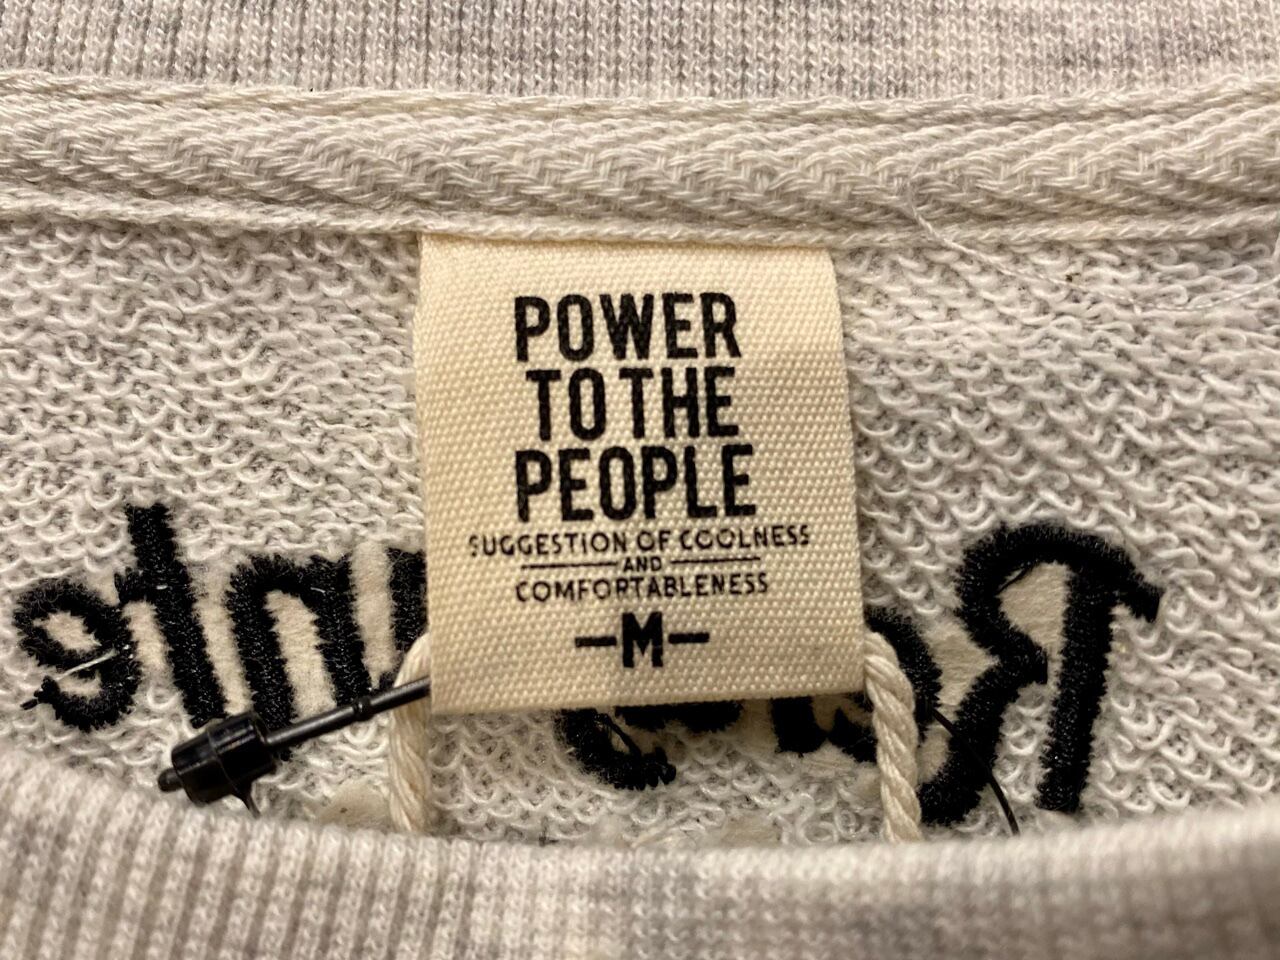 POWER
TO THE
PEOPLE
SUGGESTION OF COOLNESS
AND
COMFORTABLENESS
-M-